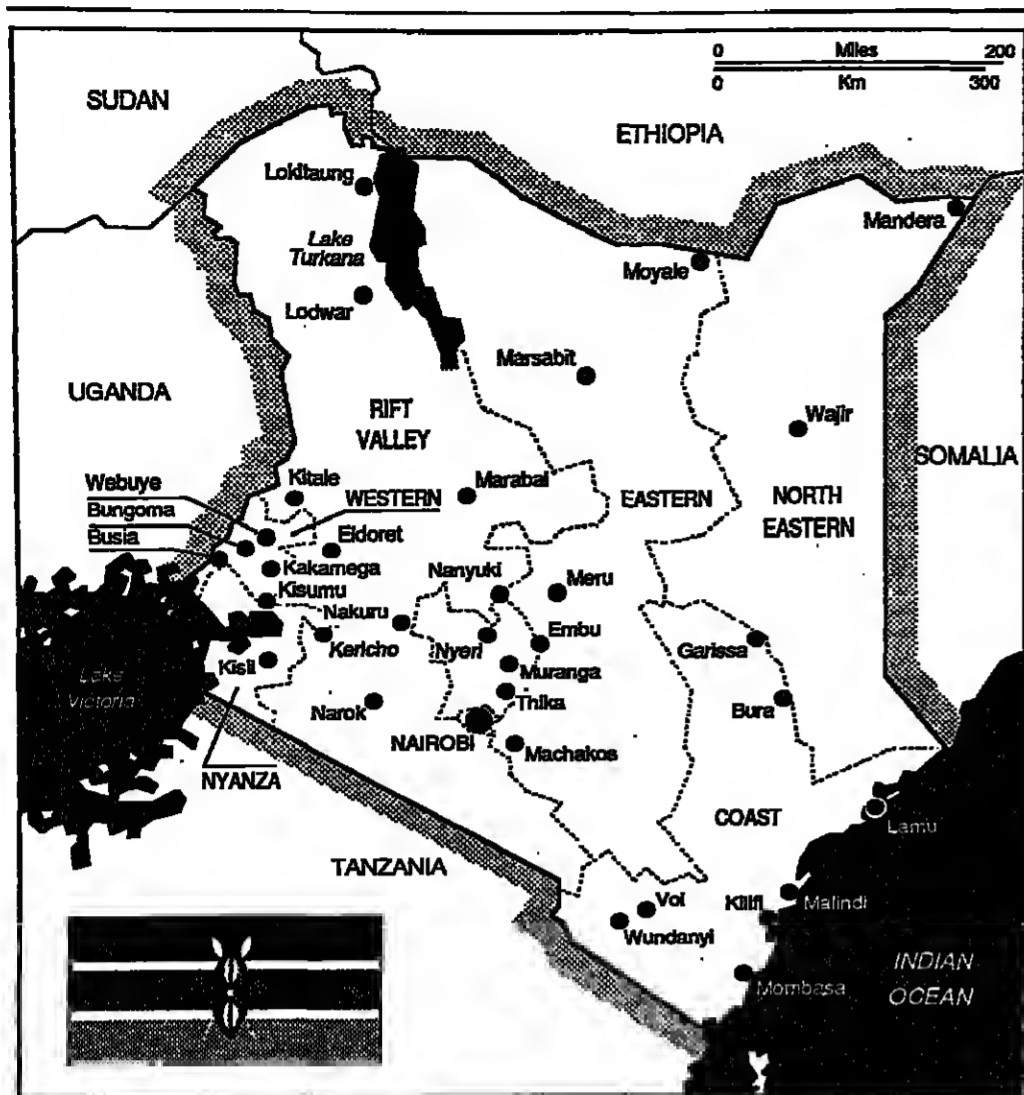 0 Miles 200
0 Km 300
SUDAN
ETHIOPIA
Lokitaung
Mandera
Lake
Turkana
Moyale
Lodwar
Marsabit
UGANDA
RIFT
VALLEY
Wajir
SOMALIA
Webuye
Kitale
WESTERN
Marabal
EASTERN
NORTH
EASTERN
Bungoma
Busia
Eldoret
Kakamega
Nanyuki
Meru
Kisumu
Nakuru
Embu
Kericho
Nyeri
Garissa
Kisii
Muranga
Lake
Victoria
Narok
Thika
Bura
NAIROBI
Machakos
NYANZA
COAST
Lamu
TANZANIA
Voi
Kilifi
Malindi
Wundanyi
INDIAN
OCEAN
Mombasa